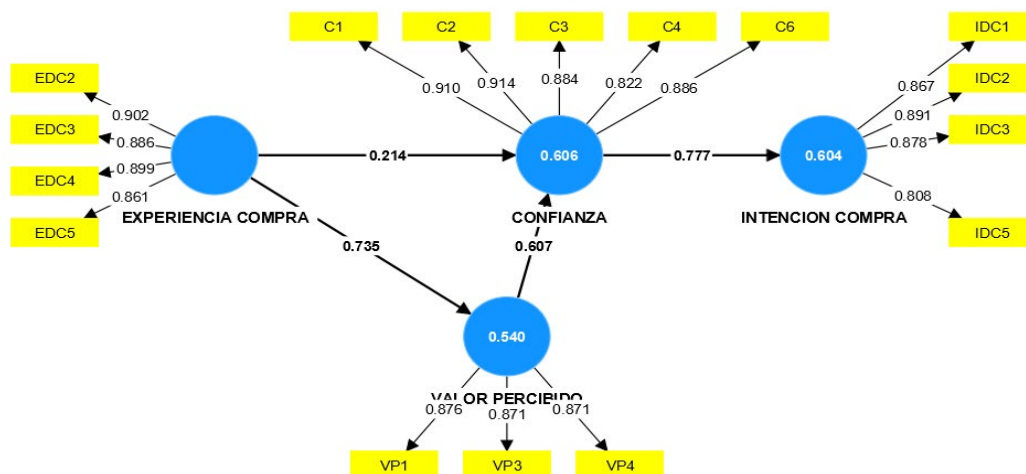 C1
C2
C3
C4
C6
IDC1
IDC2
IDC3
IDC5
EDC2
EDC3
EDC4
EDC5
0.910
0.914
0.884
0.822
0.886
0.867
0.891
0.878
0.808
0.902
0.886
0.899
0.861
0.214
0.606
0.777
0.604
EXPERIENCIA COMPRA
CONFIANZA
INTENCION COMPRA
0.735
0.607
0.540
VALOR PERCIBIDO
0.876
0.871
0.871
VP1
VP3
VP4